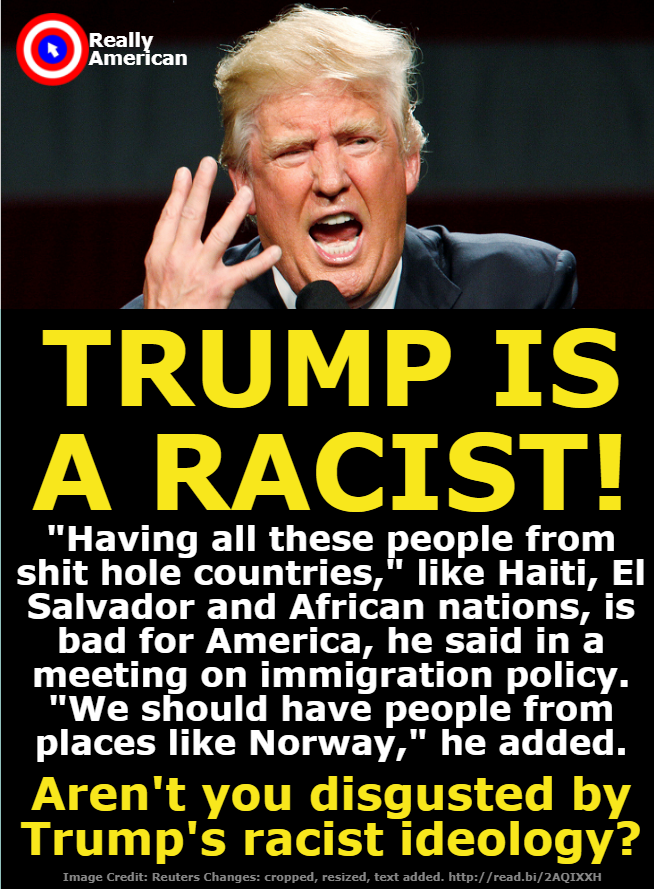 Really
American
TRUMP IS
A RACIST!
"Having all these people from
shit hole countries," like Haiti, El
Salvador and African nations, is
bad for America, he said in a
meeting on immigration policy.
"We should have people from
places like Norway," he added.
Aren't you disgusted by
Trump's racist ideology?
Image Credit: Reuters Changes: cropped, resized, text added. http://read.bi/2AQIXXH